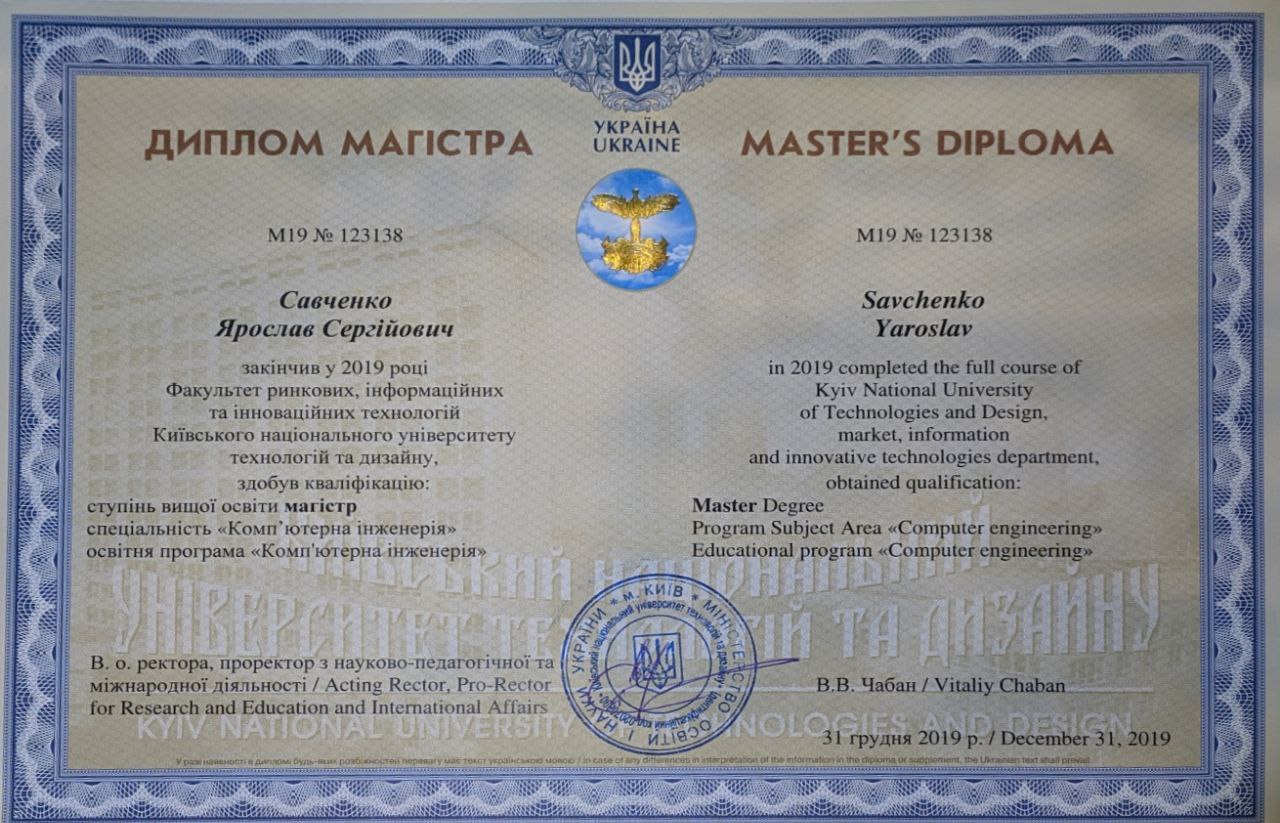 УКРАЇНА
UKRAINE
ДИПЛОМ МАГІСТРА
M19 № 123138
Савченко
Ярослав Сергійович
закінчив у 2019 році
Факультет ринкових, інформаційних
та інноваційних технологій
Київського національного університету
технологій та дизайну,
здобув кваліфікацію:
ступінь вищої освіти магістр
спеціальність «Комп’ютерна інженерія»
освітня програма «Комп'ютерна інженерія»
MASTER’S DIPLOMA
M19 № 123138
Savchenko
Yaroslav
in 2019 completed the full course of
Kyiv National University
of Technologies and Design,
market, information
and innovative technologies department,
obtained qualification:
Master Degree
Program Subject Area «Computer engineering»
Educational program «Computer engineering»
КИЇВСЬКИЙ НАЦІОНАЛЬНИЙ
УНІВЕРСИТЕТ ТЕХНОЛОГІЙ ТА ДИЗАЙНУ
В. о. ректора, проректор з науково-педагогічної та
міжнародної діяльності / Acting Rector, Pro-Rector
for Research and Education and International Affairs
м. КИЇВ * МІНІСТЕРСТВО ОСВІТИ І НАУКИ УКРАЇНИ *
Київський національний університет технологій та дизайну
В.В. Чабан / Vitaliy Chaban
KYIV NATIONAL UNIVERSITY OF TECHNOLOGIES AND DESIGN
31 грудня 2019 р. / December 31, 2019
У разі наявності в дипломі будь-яких розбіжностей перевагу має текст українською мовою / In case of any differences in interpretation of the information in the diploma or supplement, the Ukrainian text shall prevail.